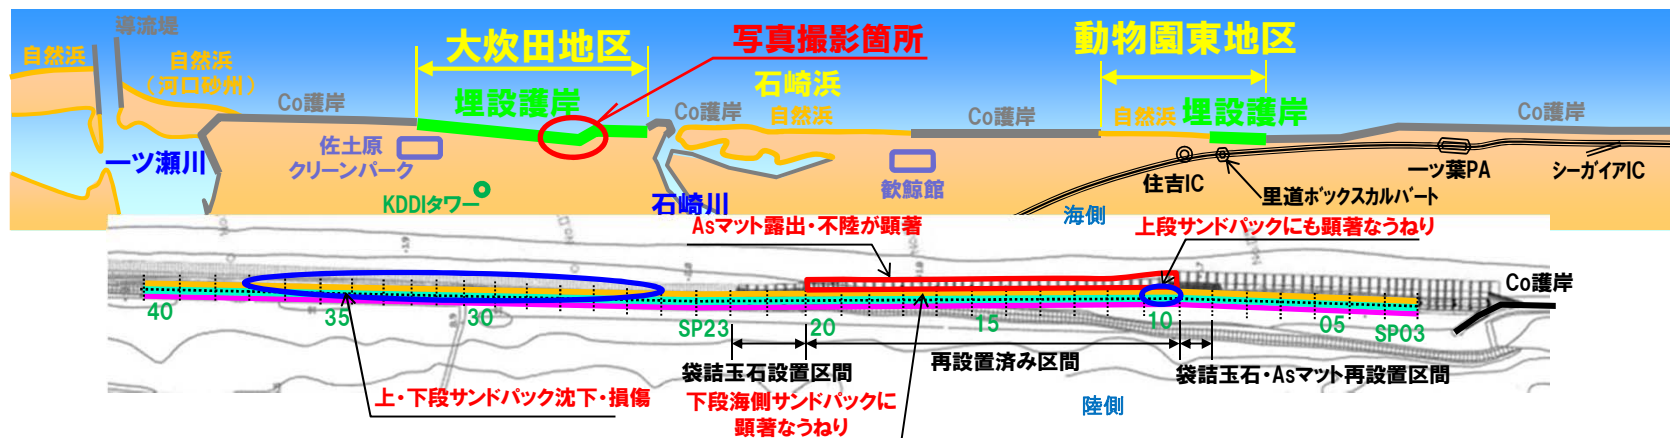 導流堤
自然浜
自然浜
（河口砂州）
大炊田地区
写真撮影箇所
動物園東地区
石崎浜
Co護岸
埋設護岸
Co護岸
自然浜
Co護岸
自然浜
埋設護岸
Co護岸
一ツ瀬川
佐土原
クリーンパーク
KDDIタワー
石崎川
歓鯨館
住吉IC
里道ボックスカルバート
一ツ葉PA
シーガイアIC
海側
Asマット露出・不陸が顕著
上段サンドパックにも顕著なうねり
Co護岸
40
35
30
SP23
20
15
10
05
SP03
袋詰玉石設置区間
再設置済み区間
袋詰玉石・Asマット再設置区間
上・下段サンドパック沈下・損傷
下段海側サンドパックに
顕著なうねり
陸側